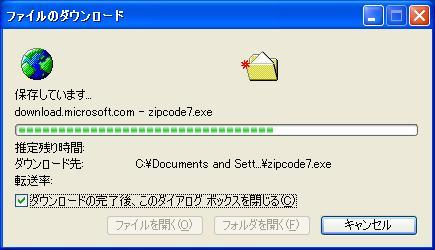 ファイルのダウンロード
保存しています...
download.microsoft.com - zipcode7.exe
推定残り時間:
ダウンロード先: C:¥Documents and Sett...¥zipcode7.exe
転送率:
ダウンロードの完了後、このダイアログ ボックスを閉じる(C)
ファイルを開く(O) フォルダを開く(F) キャンセル